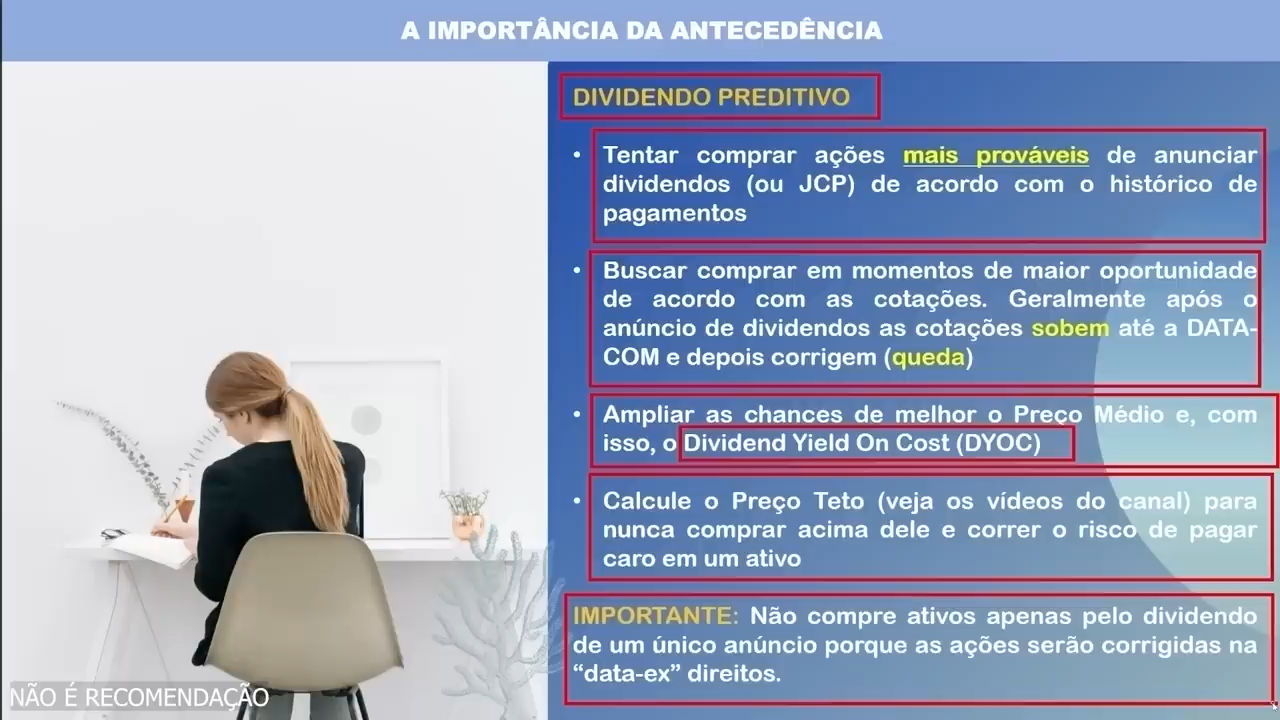 A IMPORTÂNCIA DA ANTECEDÊNCIA
DIVIDENDO PREDITIVO
• Tentar comprar ações mais prováveis de anunciar
dividendos (ou JCP) de acordo com o histórico de
pagamentos
• Buscar comprar em momentos de maior oportunidade
de acordo com as cotações. Geralmente após o
anúncio de dividendos as cotações sobem até a DATA-
COM e depois corrigem (queda)
• Ampliar as chances de melhor o Preço Médio e, com
isso, o Dividend Yield On Cost (DYOC)
• Calcule o Preço Teto (veja os vídeos do canal) para
nunca comprar acima dele e correr o risco de pagar
caro em um ativo
IMPORTANTE: Não compre ativos apenas pelo dividendo
de um único anúncio porque as ações serão corrigidas na
“data-ex” direitos.
NÃO É RECOMENDAÇÃO